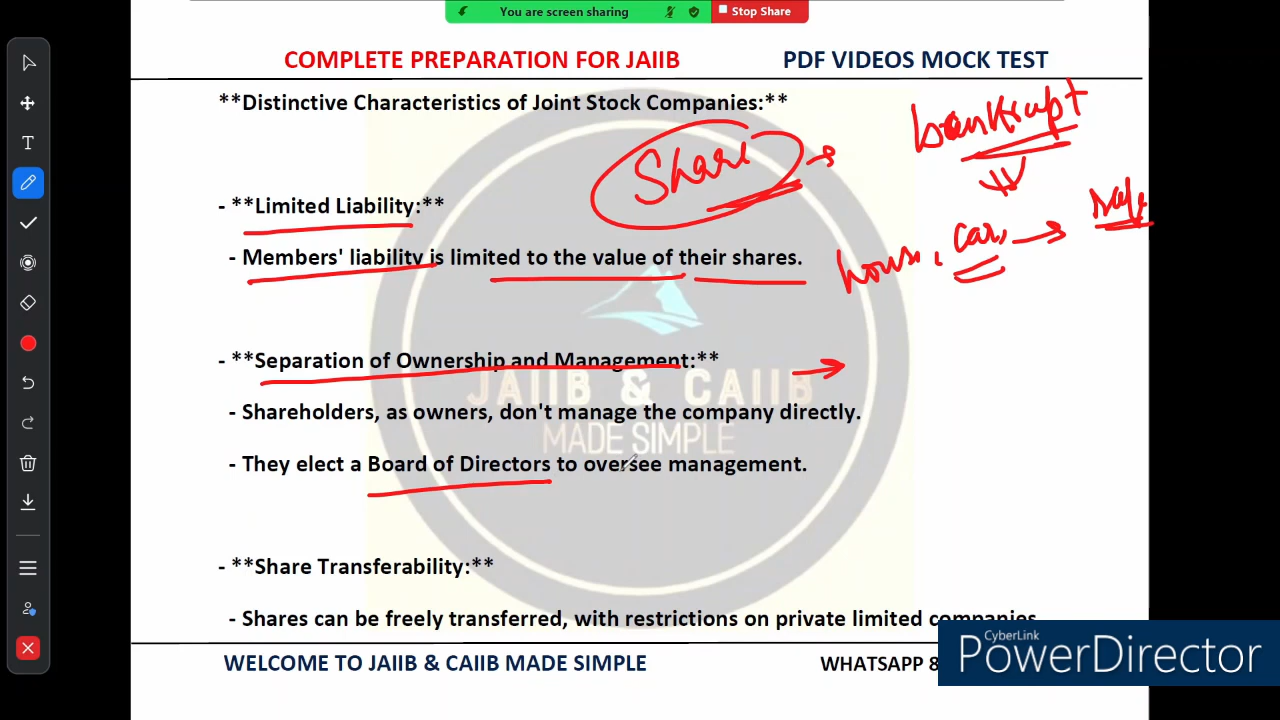 You are screen sharing Stop Share
COMPLETE PREPARATION FOR JAIIB PDF VIDEOS MOCK TEST
**Distinctive Characteristics of Joint Stock Companies:**
bankrupt
Share
safe
- **Limited Liability:**
car,
- Members' liability is limited to the value of their shares.
house,
- **Separation of Ownership and Management:**
JAIIB & CAIIB
- Shareholders, as owners, don't manage the company directly.
MADE SIMPLE
- They elect a Board of Directors to oversee management.
- **Share Transferability:**
- Shares can be freely transferred, with restrictions on private limited companies
WELCOME TO JAIIB & CAIIB MADE SIMPLE WHATSAPP 8
CyberLink
PowerDirector